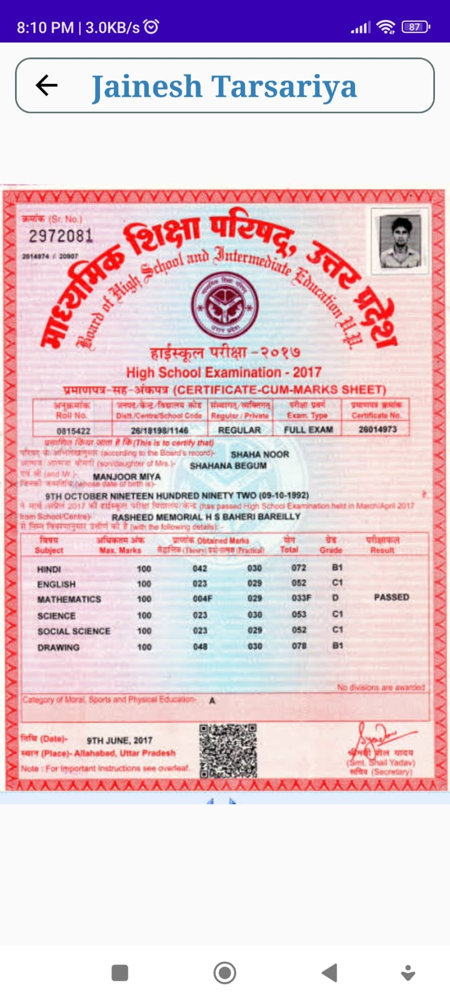 8:10 PM | 3.0KB/s
87
Jainesh Tarsariya
क्रमांक (Sr. No.)
2972081
2614974 / 20907
माध्यमिक शिक्षा परिषद्, उत्तर प्रदेश
Board of High School and Intermediate Education U.P.
हाईस्कूल परीक्षा -२०१७
High School Examination - 2017
प्रमाणपत्र-सह-अंकपत्र (CERTIFICATE-CUM-MARKS SHEET)
अनुक्रमांक जनपद/केन्द्र/विद्यालय कोड संस्थागत/व्यक्तिगत परीक्षा प्रवर्ग प्रमाणपत्र क्रमांक
Roll No. Distt./Centre/School Code Regular / Private Exam. Type Certificate No.
0815422 26/18198/1146 REGULAR FULL EXAM 26014973
प्रमाणित किया जाता है कि (This is to certify that)
परिषद के अभिलेखानुसार (according to the Board's record)- SHAHA NOOR
(son/daughter of Mrs.)- SHAHANA BEGUM
(and Mr.)- MANJOOR MIYA
जिनकी जन्मतिथि (whose date of birth is)-
9TH OCTOBER NINETEEN HUNDRED NINETY TWO (09-10-1992) है,
ने मार्च/अप्रैल 2017 की हाईस्कूल परीक्षा विद्यालय/केन्द्र (has passed High School Examination held in March/April 2017
from School/Centre)- RASHEED MEMORIAL H S BAHERI BAREILLY
से निम्न विवरणानुसार उत्तीर्ण की है (with the following details): -
विषय अधिकतम अंक प्राप्तांक Obtained Marks योग ग्रेड परीक्षाफल
Subject Max. Marks सैद्धान्तिक (Theory) प्रयोगात्मक (Practical) Total Grade Result
HINDI 100 042 030 072 B1
ENGLISH 100 023 029 052 C1
MATHEMATICS 100 004F 029 033F D PASSED
SCIENCE 100 023 030 053 C1
SOCIAL SCIENCE 100 023 029 052 C1
DRAWING 100 048 030 078 B1
No divisions are awarded
Category of Moral, Sports and Physical Education- A
तिथि (Date)- 9TH JUNE, 2017
स्थान (Place)- Allahabad, Uttar Pradesh
Note : For Important Instructions see overleaf.
श्रीमती शैल यादव
(Smt. Shail Yadav)
सचिव (Secretary)